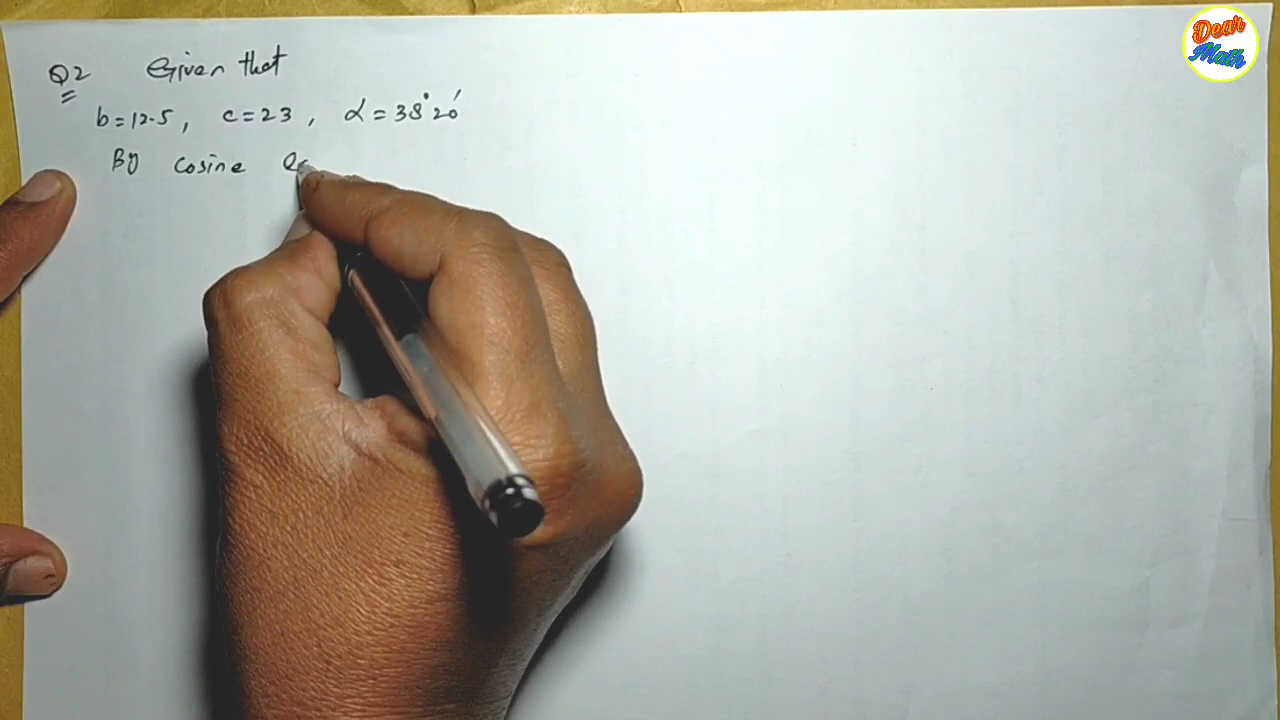 Q2 Given that
b = 12.5, c = 23, α = 38° 20′
By cosine
Dear
Math